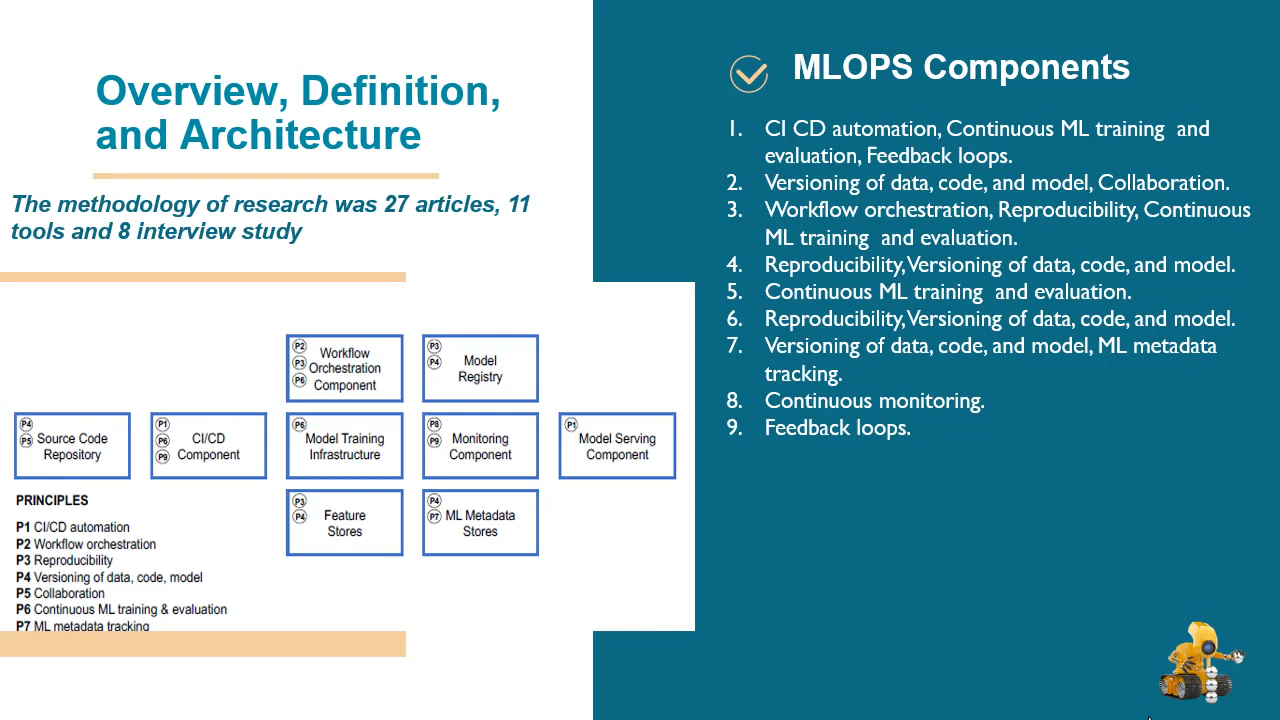 Overview, Definition,
and Architecture
The methodology of research was 27 articles, 11
tools and 8 interview study
P2
P3
P6
Workflow
Orchestration
Component
P3
P4
Model
Registry
P4
P5
Source Code
Repository
P1
P6
P9
CI/CD
Component
P6
Model Training
Infrastructure
P8
P9
Monitoring
Component
P1
Model Serving
Component
P3
P4
Feature
Stores
P4
P7
ML Metadata
Stores
PRINCIPLES
P1 CI/CD automation
P2 Workflow orchestration
P3 Reproducibility
P4 Versioning of data, code, model
P5 Collaboration
P6 Continuous ML training & evaluation
P7 ML metadata tracking
MLOPS Components
1. CI CD automation, Continuous ML training and
evaluation, Feedback loops.
2. Versioning of data, code, and model, Collaboration.
3. Workflow orchestration, Reproducibility, Continuous
ML training and evaluation.
4. Reproducibility, Versioning of data, code, and model.
5. Continuous ML training and evaluation.
6. Reproducibility, Versioning of data, code, and model.
7. Versioning of data, code, and model, ML metadata
tracking.
8. Continuous monitoring.
9. Feedback loops.